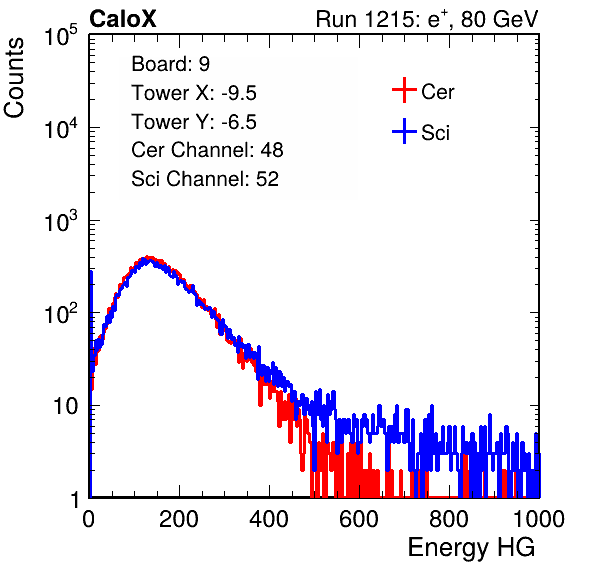 CaloX Run 1215: e⁺, 80 GeV
Counts
Board: 9
Tower X: -9.5
Tower Y: -6.5
Cer Channel: 48
Sci Channel: 52
Cer
Sci
10⁵
10⁴
10³
10²
10
1
0 200 400 600 800 1000
Energy HG